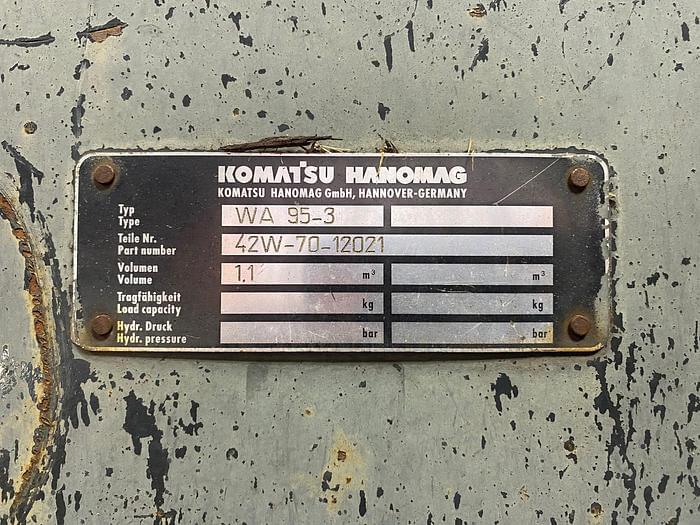 KOMATSU HANOMAG
KOMATSU HANOMAG GmbH, HANNOVER-GERMANY
Typ
Type
WA 95-3
Teile Nr.
Part number
42W-70-12021
Volumen
Volume
1,1 m³ m³
Tragfähigkeit
Load capacity
kg kg
Hydr. Druck
Hydr. pressure
bar bar